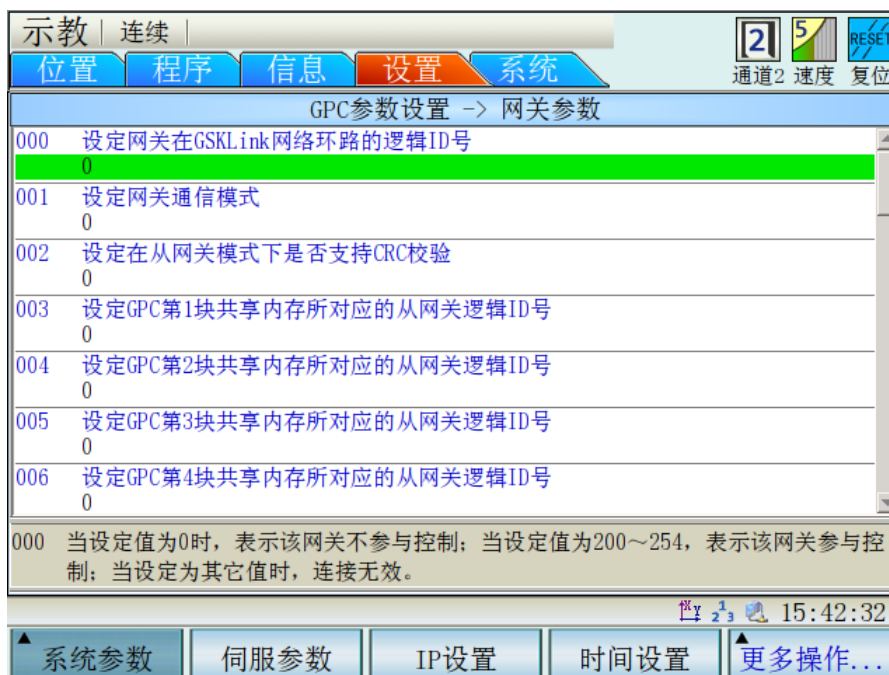 示教 | 连续 |
2 5 RESET
通道2 速度 复位
位置 程序 信息 设置 系统
GPC参数设置 -> 网关参数
000 设定网关在GSKLink网络环路的逻辑ID号
0
001 设定网关通信模式
0
002 设定在从网关模式下是否支持CRC校验
0
003 设定GPC第1块共享内存所对应的从网关逻辑ID号
0
004 设定GPC第2块共享内存所对应的从网关逻辑ID号
0
005 设定GPC第3块共享内存所对应的从网关逻辑ID号
0
006 设定GPC第4块共享内存所对应的从网关逻辑ID号
0
000 当设定值为0时，表示该网关不参与控制；当设定值为200～254，表示该网关参与控
制；当设定为其它值时，连接无效。
15:42:32
系统参数 伺服参数 IP设置 时间设置 更多操作...